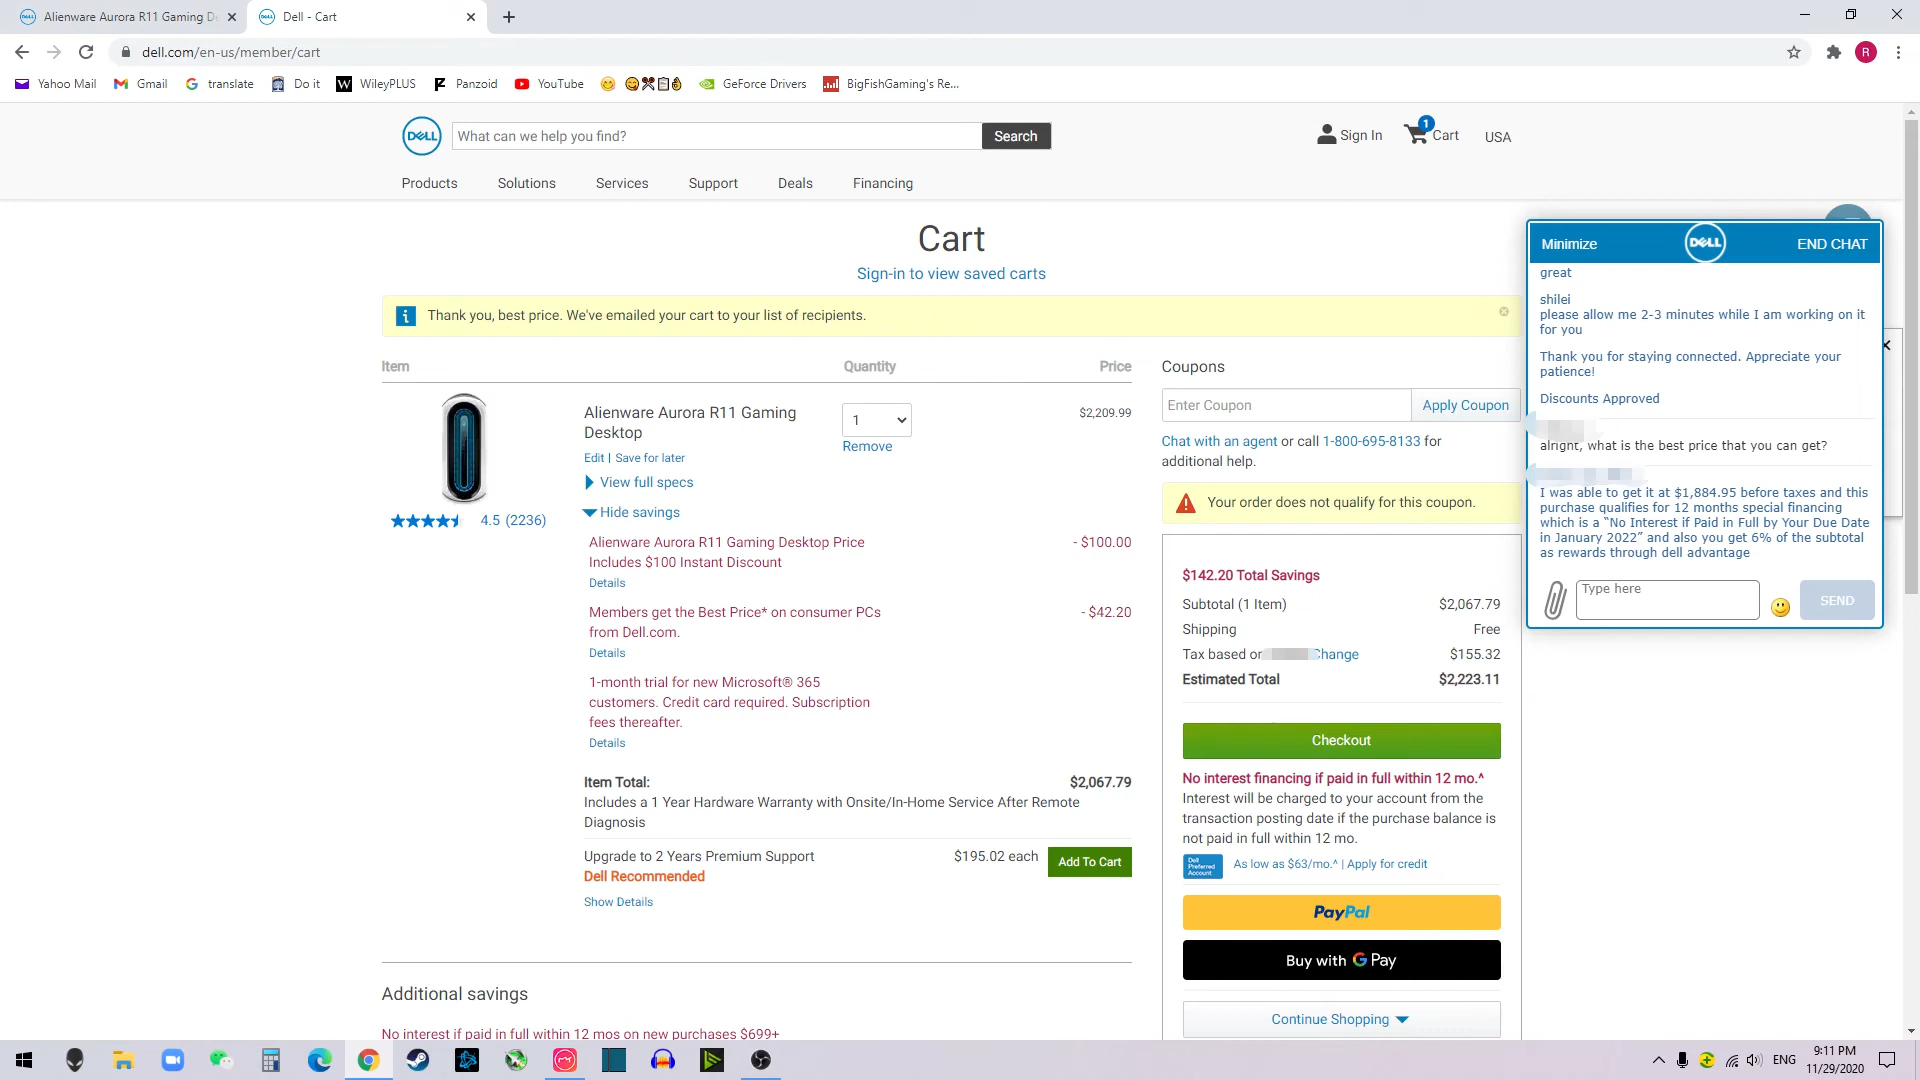 Alienware Aurora R11 Gaming D
Dell - Cart
dell.com/en-us/member/cart
R
Yahoo Mail
Gmail
translate
Do it
WileyPLUS
Panzoid
YouTube
GeForce Drivers
BigFishGaming's Re...
DELL
What can we help you find?
Search
Sign In
1
Cart
USA
Products
Solutions
Services
Support
Deals
Financing
Cart
Sign-in to view saved carts
Thank you, best price. We've emailed your cart to your list of recipients.
Item
Quantity
Price
Alienware Aurora R11 Gaming
Desktop
1
$2,209.99
Edit | Save for later
Remove
View full specs
4.5 (2236)
Hide savings
Alienware Aurora R11 Gaming Desktop Price
Includes $100 Instant Discount
- $100.00
Details
Members get the Best Price* on consumer PCs
from Dell.com.
- $42.20
Details
1-month trial for new Microsoft® 365
customers. Credit card required. Subscription
fees thereafter.
Details
Item Total:
$2,067.79
Includes a 1 Year Hardware Warranty with Onsite/In-Home Service After Remote
Diagnosis
Upgrade to 2 Years Premium Support
$195.02 each
Add To Cart
Dell Recommended
Show Details
Additional savings
No interest if paid in full within 12 mos on new purchases $699+
Coupons
Enter Coupon
Apply Coupon
Chat with an agent or call 1-800-695-8133 for
additional help.
Your order does not qualify for this coupon.
$142.20 Total Savings
Subtotal (1 Item)
$2,067.79
Shipping
Free
Tax based on
Change
$155.32
Estimated Total
$2,223.11
Checkout
No interest financing if paid in full within 12 mo.^
Interest will be charged to your account from the
transaction posting date if the purchase balance is
not paid in full within 12 mo.
Dell
Preferred
Account
As low as $63/mo.^ | Apply for credit
PayPal
Buy with G Pay
Continue Shopping
Minimize
DELL
END CHAT
great
shilei
please allow me 2-3 minutes while I am working on it
for you
Thank you for staying connected. Appreciate your
patience!
Discounts Approved
alright, what is the best price that you can get?
I was able to get it at $1,884.95 before taxes and this
purchase qualifies for 12 months special financing
which is a “No Interest if Paid in Full by Your Due Date
in January 2022” and also you get 6% of the subtotal
as rewards through dell advantage
Type here
SEND
ENG
9:11 PM
11/29/2020